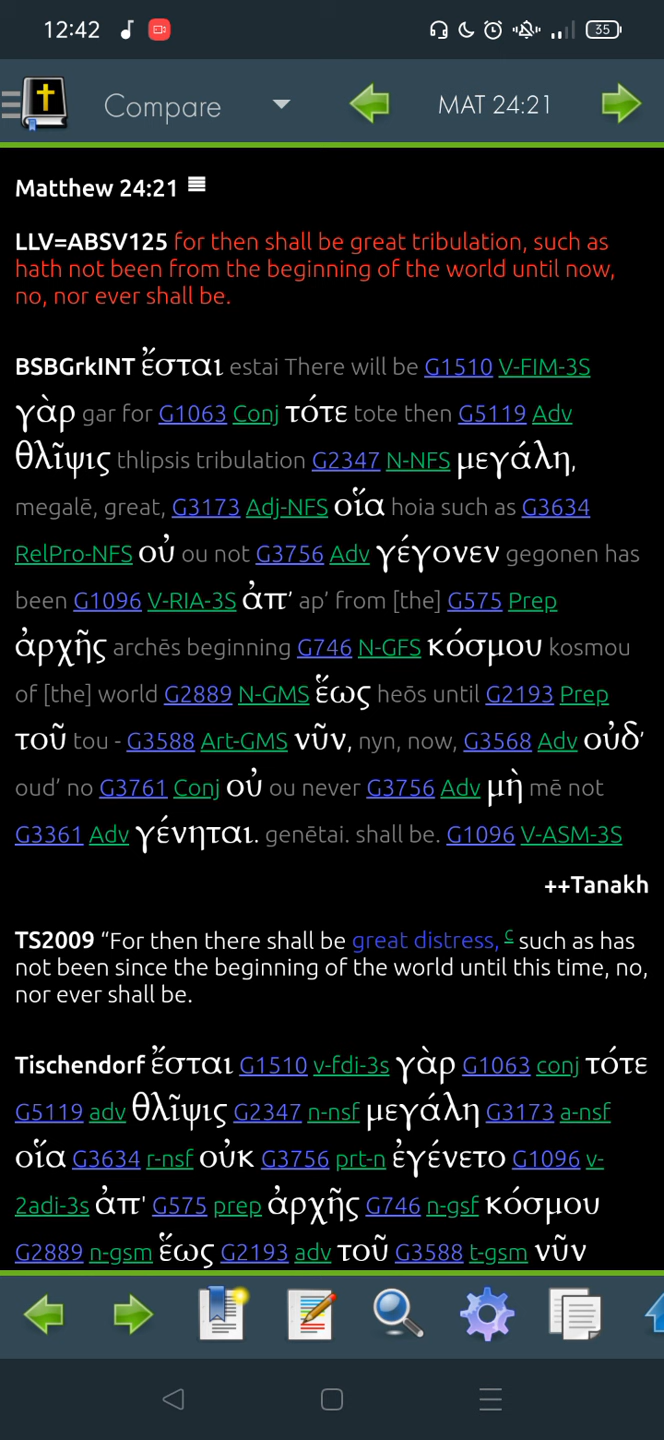 12:42
35
Compare
MAT 24:21
Matthew 24:21
LLV=ABSV125 for then shall be great tribulation, such as
hath not been from the beginning of the world until now,
no, nor ever shall be.
BSBGrkINT ἔσται estai There will be G1510 V-FIM-3S
γὰρ gar for G1063 Conj τότε tote then G5119 Adv
θλῖψις thlipsis tribulation G2347 N-NFS μεγάλη,
megalē, great, G3173 Adj-NFS οἵα hoia such as G3634
RelPro-NFS οὐ ou not G3756 Adv γέγονεν gegonen has
been G1096 V-RIA-3S ἀπ’ ap’ from [the] G575 Prep
ἀρχῆς archēs beginning G746 N-GFS κόσμου kosmou
of [the] world G2889 N-GMS ἕως heōs until G2193 Prep
τοῦ tou - G3588 Art-GMS νῦν, nyn, now, G3568 Adv οὐδ’
oud’ no G3761 Conj οὐ ou never G3756 Adv μὴ mē not
G3361 Adv γένηται. genētai. shall be. G1096 V-ASM-3S
++Tanakh
TS2009 “For then there shall be great distress, c such as has
not been since the beginning of the world until this time, no,
nor ever shall be.
Tischendorf ἔσται G1510 v-fdi-3s γὰρ G1063 conj τότε
G5119 adv θλῖψις G2347 n-nsf μεγάλη G3173 a-nsf
οἵα G3634 r-nsf οὐκ G3756 prt-n ἐγένετο G1096 v-
2adi-3s ἀπ' G575 prep ἀρχῆς G746 n-gsf κόσμου
G2889 n-gsm ἕως G2193 adv τοῦ G3588 t-gsm νῦν